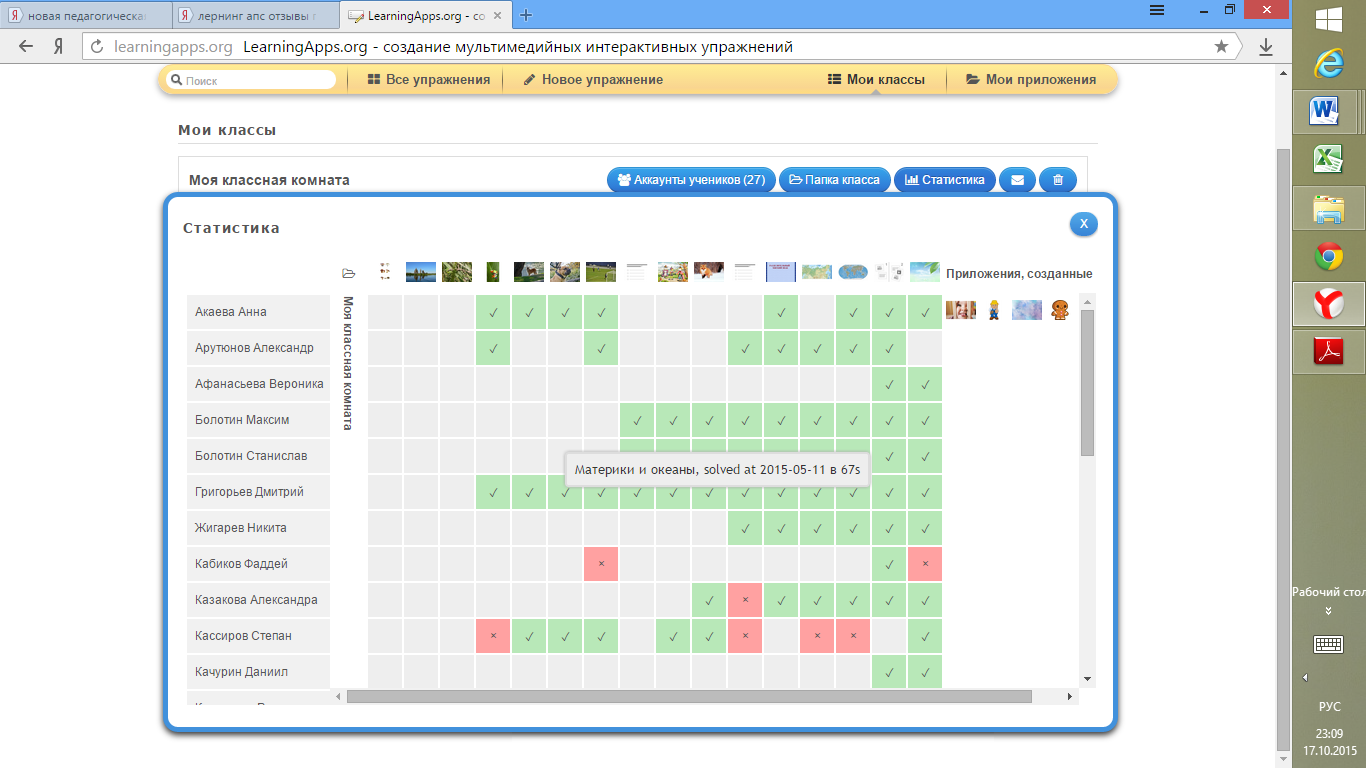 новая педагогическа
лернинг апс отзывы п
LearningApps.org - со
learningapps.org LearningApps.org - создание мультимедийных интерактивных упражнений
Поиск
Все упражнения
Новое упражнение
Мои классы
Мои приложения
Мои классы
Моя классная комната
Аккаунты учеников (27)
Папка класса
Статистика
Статистика
X
Приложения, созданные
Моя классная комната
Акаева Анна
Арутюнов Александр
Афанасьева Вероника
Болотин Максим
Болотин Станислав
Материки и океаны, solved at 2015-05-11 в 67s
Григорьев Дмитрий
Жигарев Никита
Кабиков Фаддей
Казакова Александра
Кассиров Степан
Качурин Даниил
Рабочий стол
РУС
23:09
17.10.2015